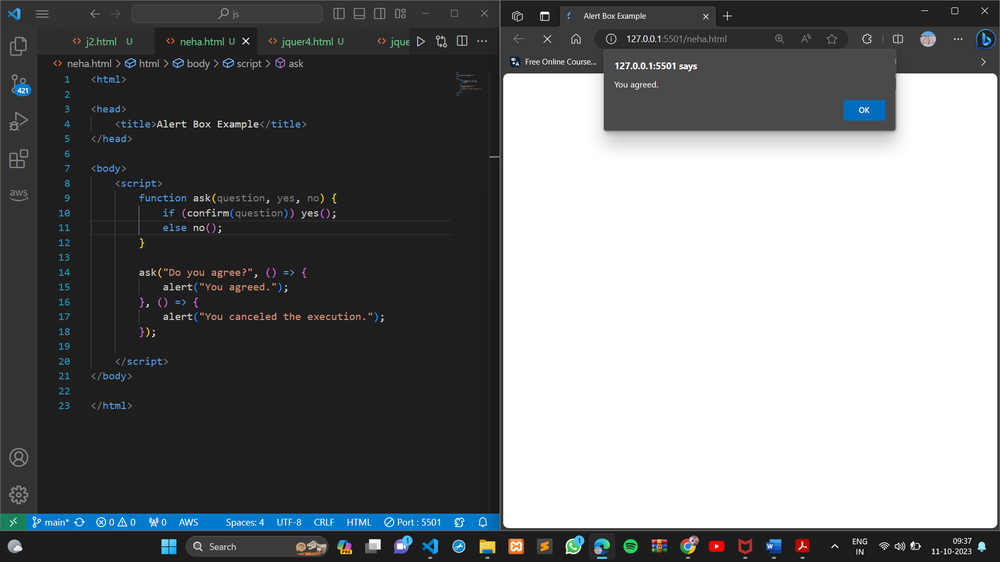 js
j2.html U
neha.html U
jquer4.html U
jque
neha.html > html > body > script > ask
1 <html>
2
3 <head>
4 <title>Alert Box Example</title>
5 </head>
6
7 <body>
8 <script>
9 function ask(question, yes, no) {
10 if (confirm(question)) yes();
11 else no();
12 }
13
14 ask("Do you agree?", () => {
15 alert("You agreed.");
16 }, () => {
17 alert("You canceled the execution.");
18 });
19
20 </script>
21 </body>
22
23 </html>
421
aws
main* 0 0 0 AWS Spaces: 4 UTF-8 CRLF HTML Port : 5501
Alert Box Example
127.0.0.1:5501/neha.html
Free Online Course...
127.0.0.1:5501 says
You agreed.
OK
Search
PRE
1
1
ENG
IN
09:37
11-10-2023